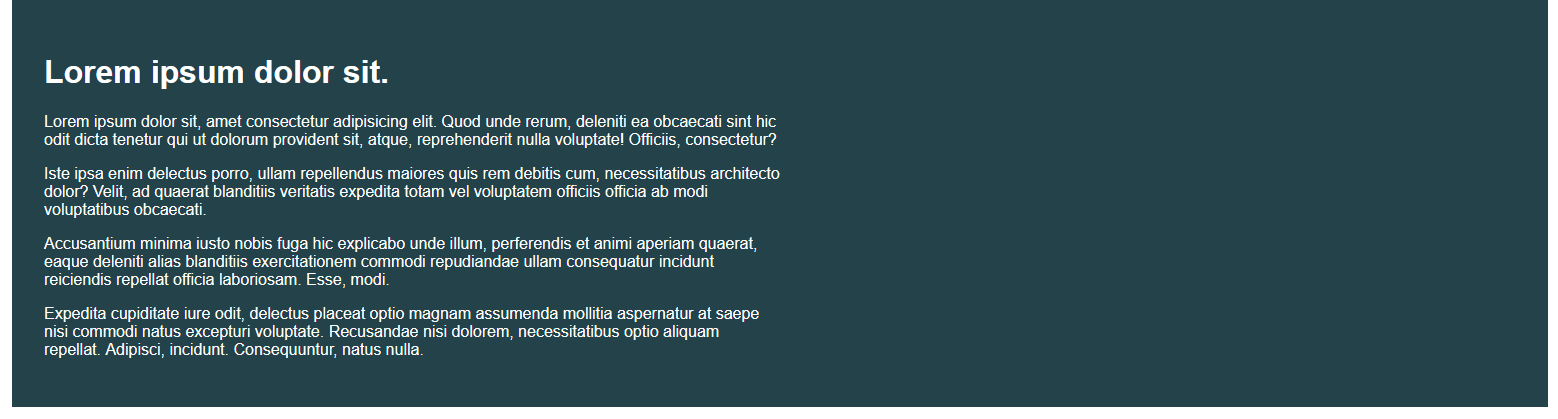 Lorem ipsum dolor sit.
Lorem ipsum dolor sit, amet consectetur adipisicing elit. Quod unde rerum, deleniti ea obcaecati sint hic
odit dicta tenetur qui ut dolorum provident sit, atque, reprehenderit nulla voluptate! Officiis, consectetur?
Iste ipsa enim delectus porro, ullam repellendus maiores quis rem debitis cum, necessitatibus architecto
dolor? Velit, ad quaerat blanditiis veritatis expedita totam vel voluptatem officiis officia ab modi
voluptatibus obcaecati.
Accusantium minima iusto nobis fuga hic explicabo unde illum, perferendis et animi aperiam quaerat,
eaque deleniti alias blanditiis exercitationem commodi repudiandae ullam consequatur incidunt
reiciendis repellat officia laboriosam. Esse, modi.
Expedita cupiditate iure odit, delectus placeat optio magnam assumenda mollitia aspernatur at saepe
nisi commodi natus excepturi voluptate. Recusandae nisi dolorem, necessitatibus optio aliquam
repellat. Adipisci, incidunt. Consequuntur, natus nulla.